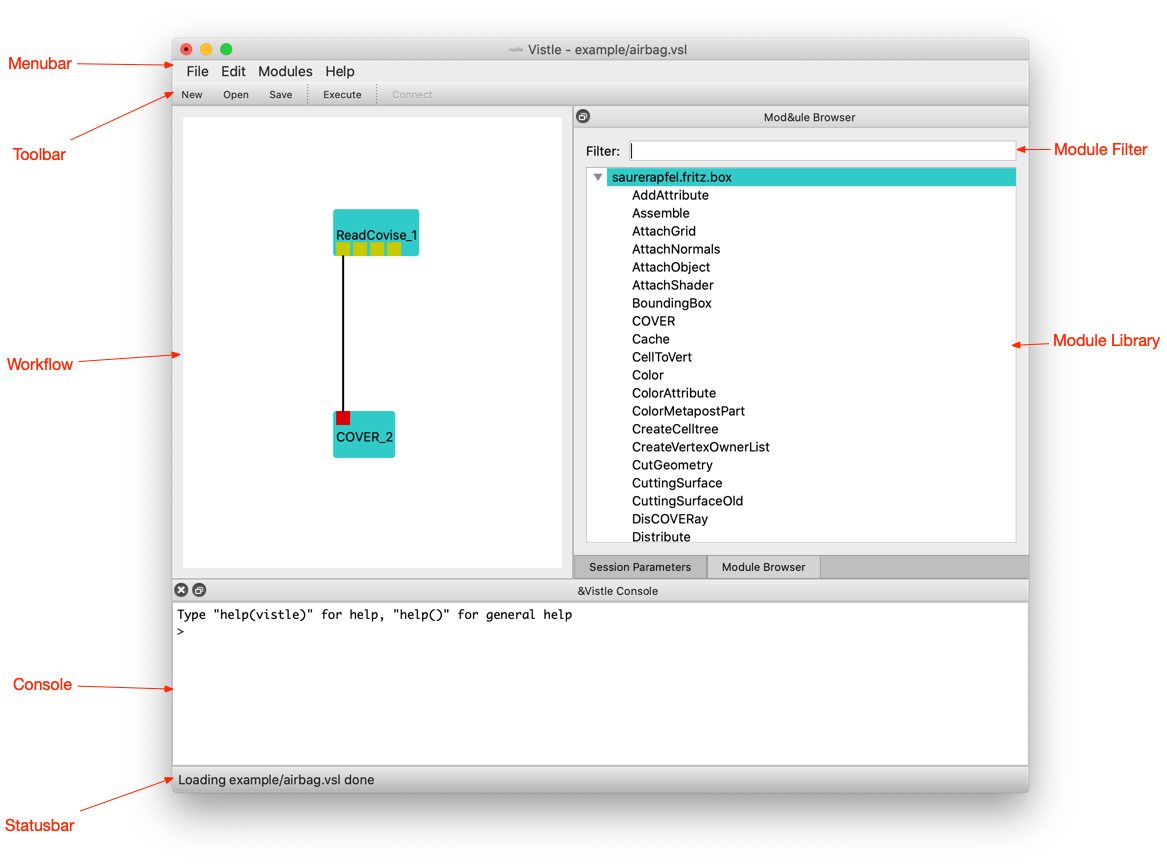 Vistle - example/airbag.vsl
Menubar
File Edit Modules Help
New Open Save Execute Connect
Toolbar
Mod&ule Browser
Filter:
Module Filter
saurerapfel.fritz.box
AddAttribute
Assemble
AttachGrid
AttachNormals
AttachObject
AttachShader
BoundingBox
COVER
Cache
CellToVert
Color
ColorAttribute
ColorMetapostPart
CreateCelltree
CreateVertexOwnerList
CutGeometry
CuttingSurface
CuttingSurfaceOld
DisCOVERay
Distribute
Module Library
ReadCovise_1
Workflow
COVER_2
Session Parameters Module Browser
&Vistle Console
Type "help(vistle)" for help, "help()" for general help
>
Console
Loading example/airbag.vsl done
Statusbar